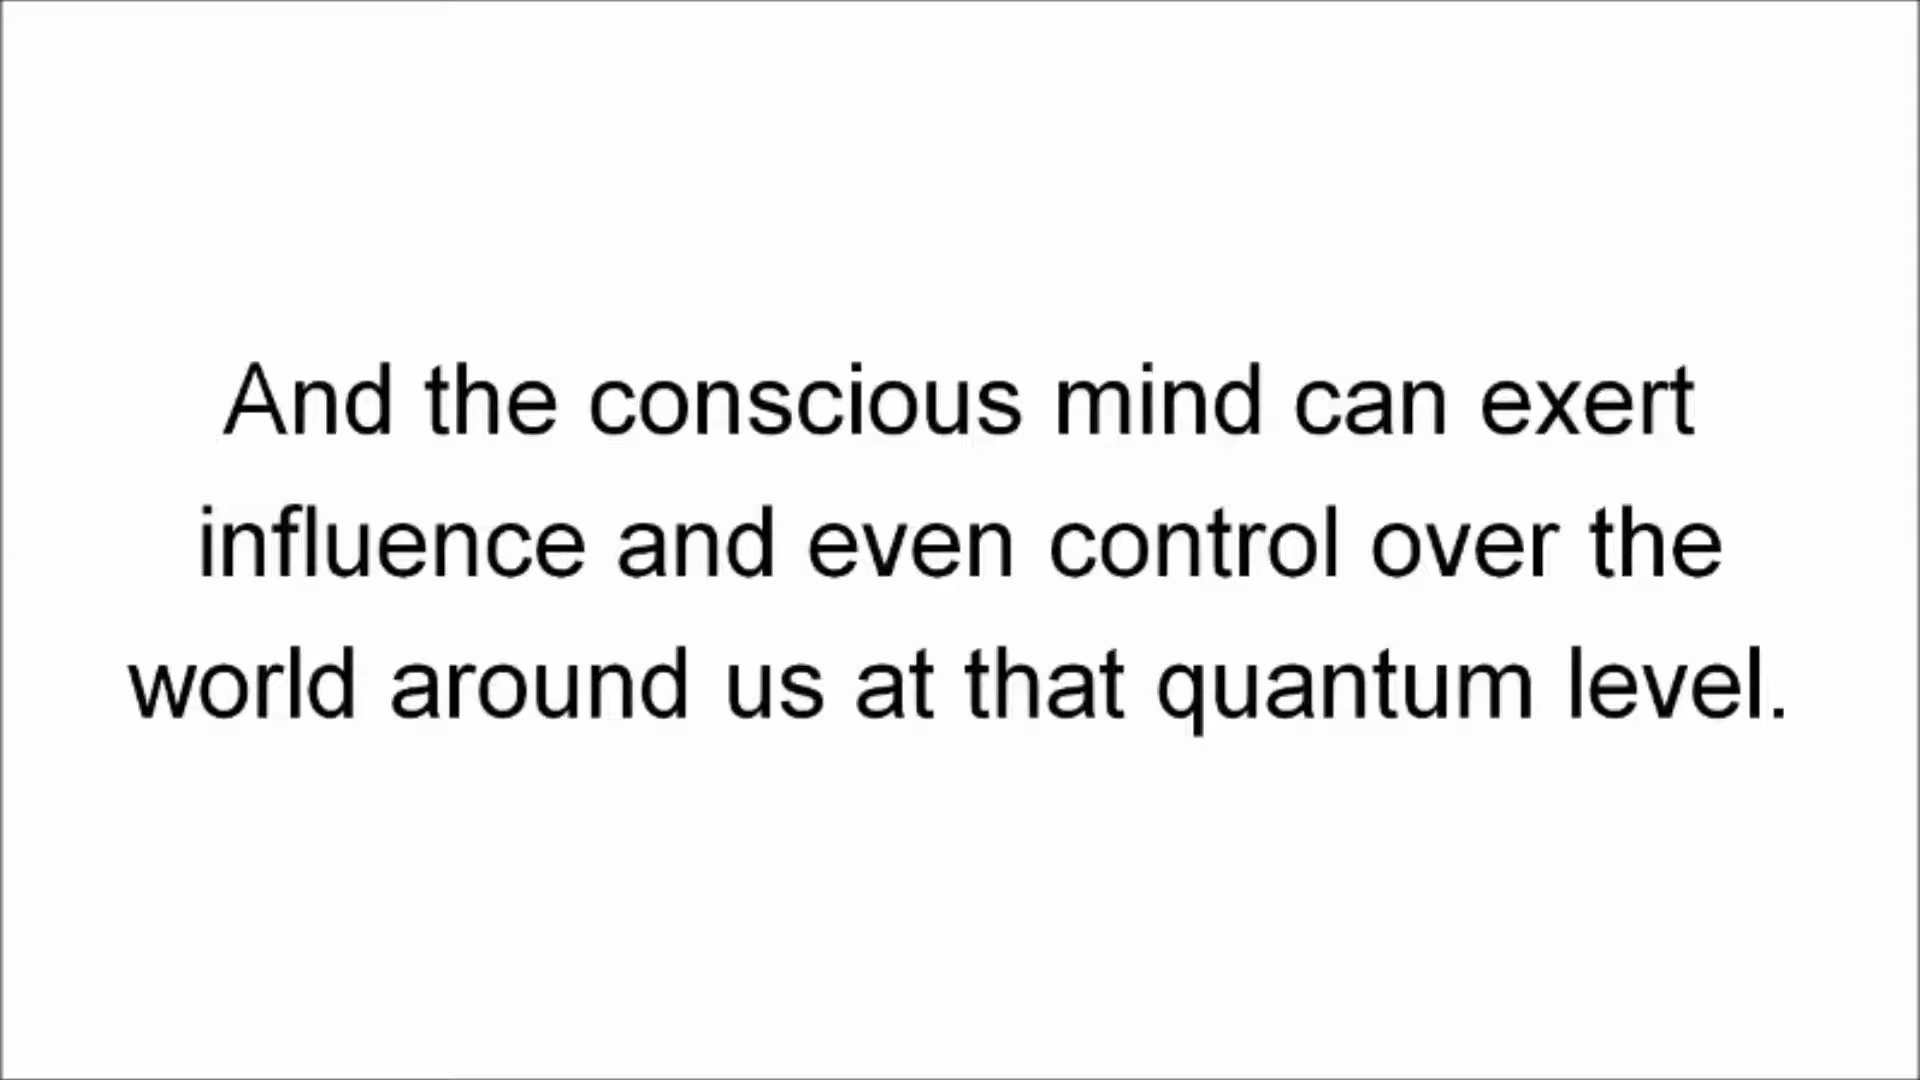 And the conscious mind can exert
influence and even control over the
world around us at that quantum level.